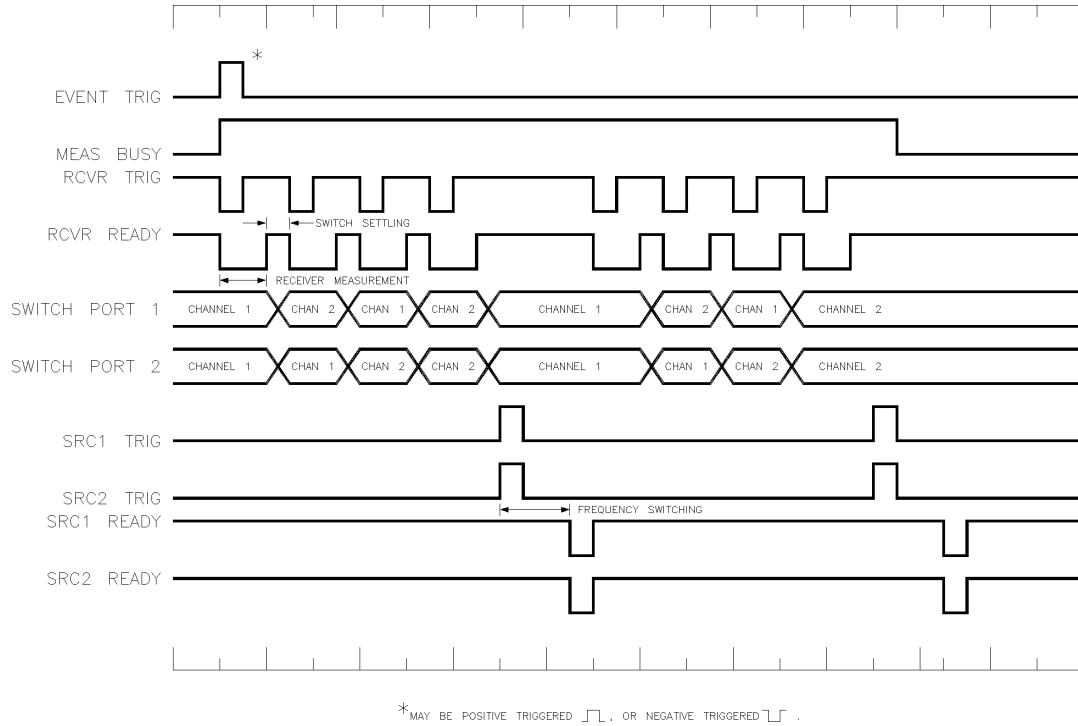 *
EVENT TRIG
MEAS BUSY
RCVR TRIG
SWITCH SETTLING
RCVR READY
RECEIVER MEASUREMENT
SWITCH PORT 1 CHANNEL 1 CHAN 2 CHAN 1 CHAN 2 CHANNEL 1 CHAN 2 CHAN 1 CHANNEL 2
SWITCH PORT 2 CHANNEL 1 CHAN 1 CHAN 2 CHAN 2 CHANNEL 1 CHAN 1 CHAN 2 CHANNEL 2
SRC1 TRIG
SRC2 TRIG
FREQUENCY SWITCHING
SRC1 READY
SRC2 READY
*MAY BE POSITIVE TRIGGERED , OR NEGATIVE TRIGGERED .